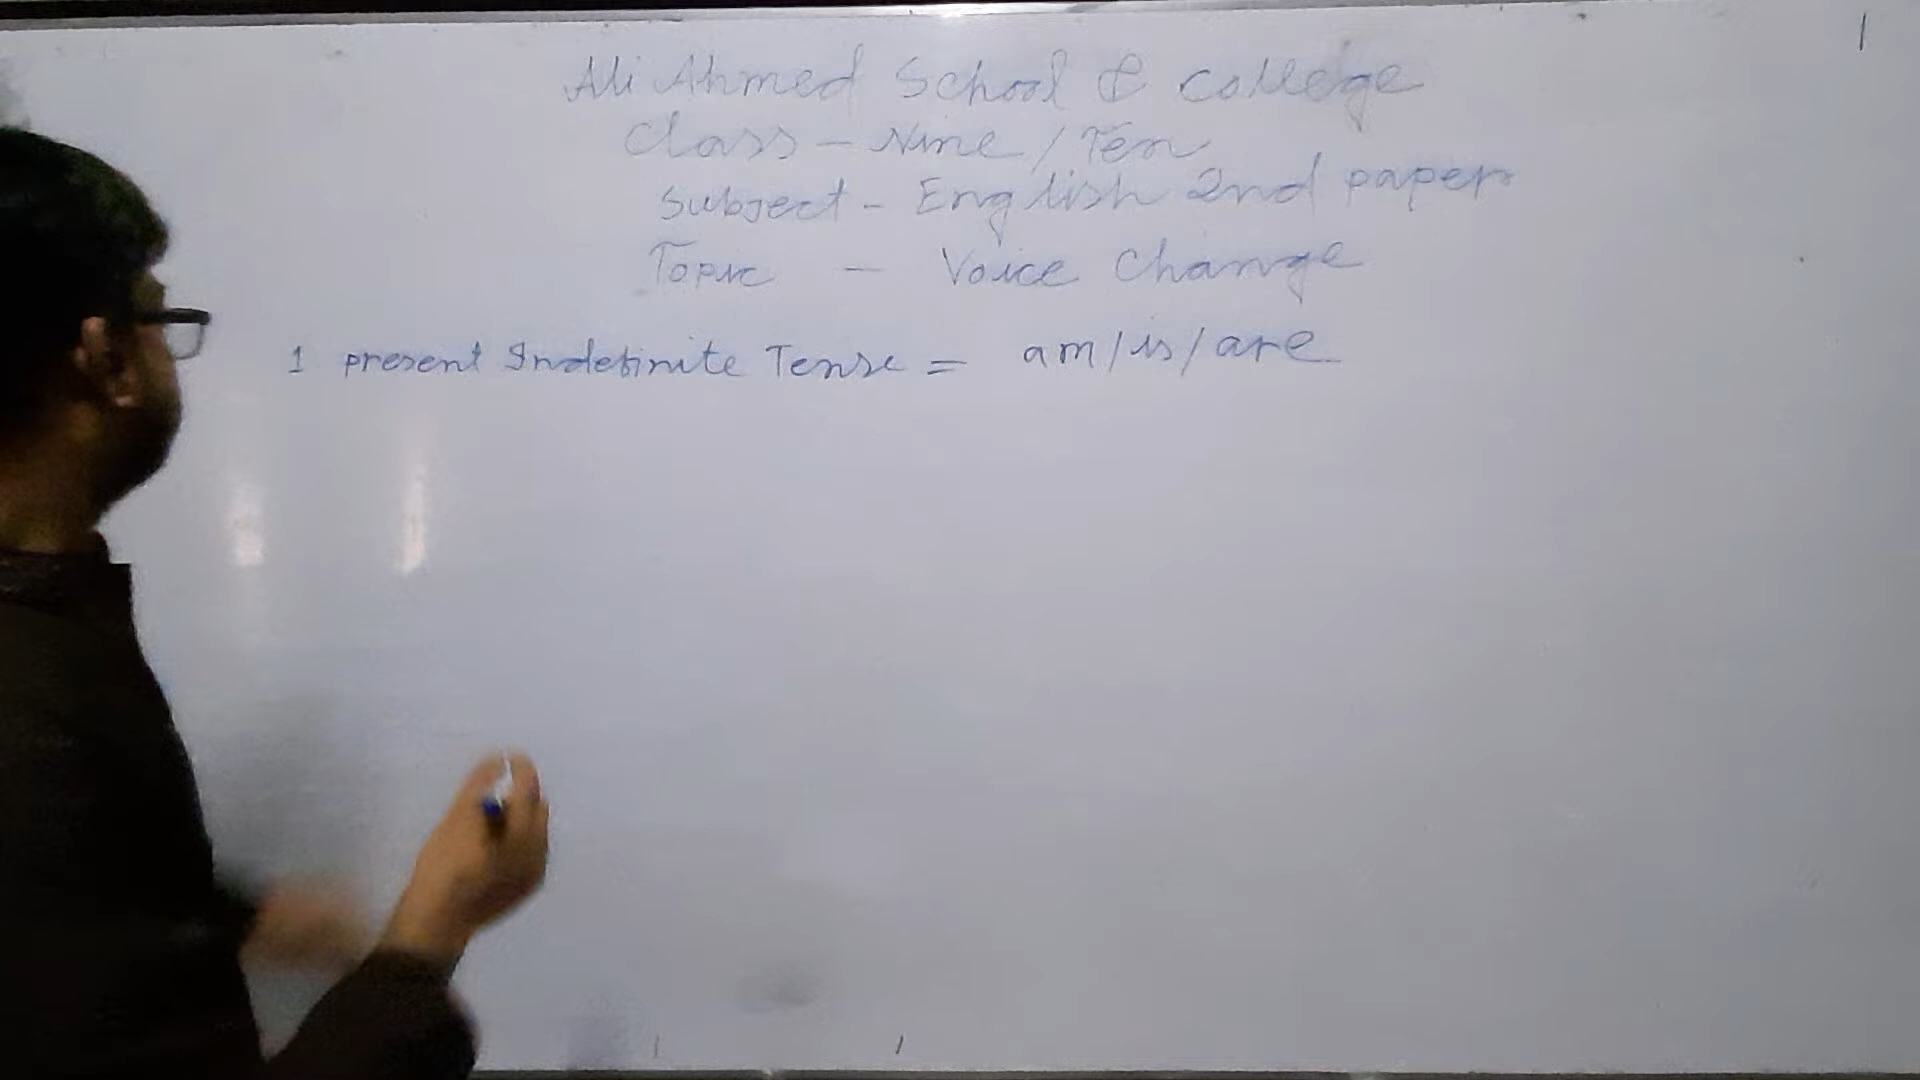 Ali Ahmed School & College
Class - Nine / Ten
Subject - English 2nd paper
Topic - Voice Change
1 present Indefinite Tense = am/is/are